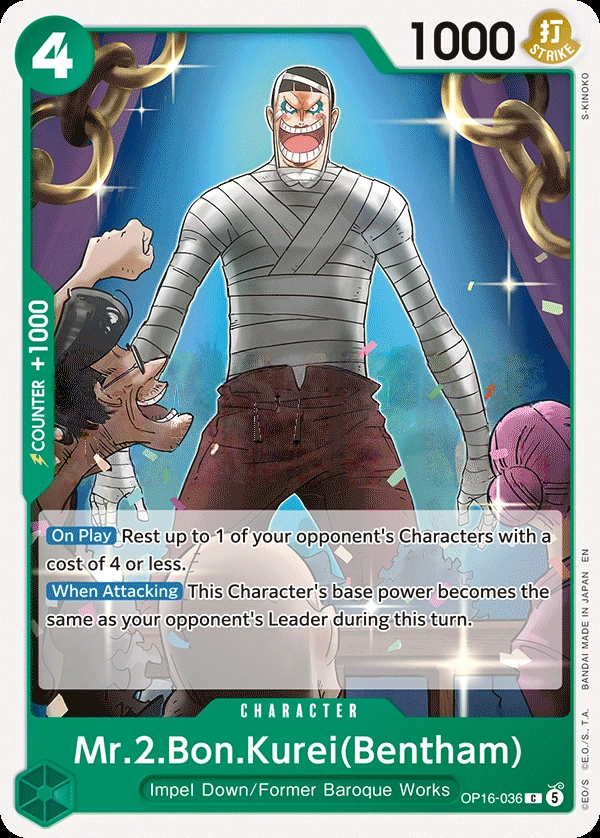 4
1000
打
STRIKE
S-KINOKO
COUNTER +1000
On Play Rest up to 1 of your opponent's Characters with a
cost of 4 or less.
When Attacking This Character's base power becomes the
same as your opponent's Leader during this turn.
©E.O/S ©E.O./S., T.A. BANDAI MADE IN JAPAN EN
CHARACTER
Mr.2.Bon.Kurei(Bentham)
Impel Down/Former Baroque Works
OP16-036 C 5